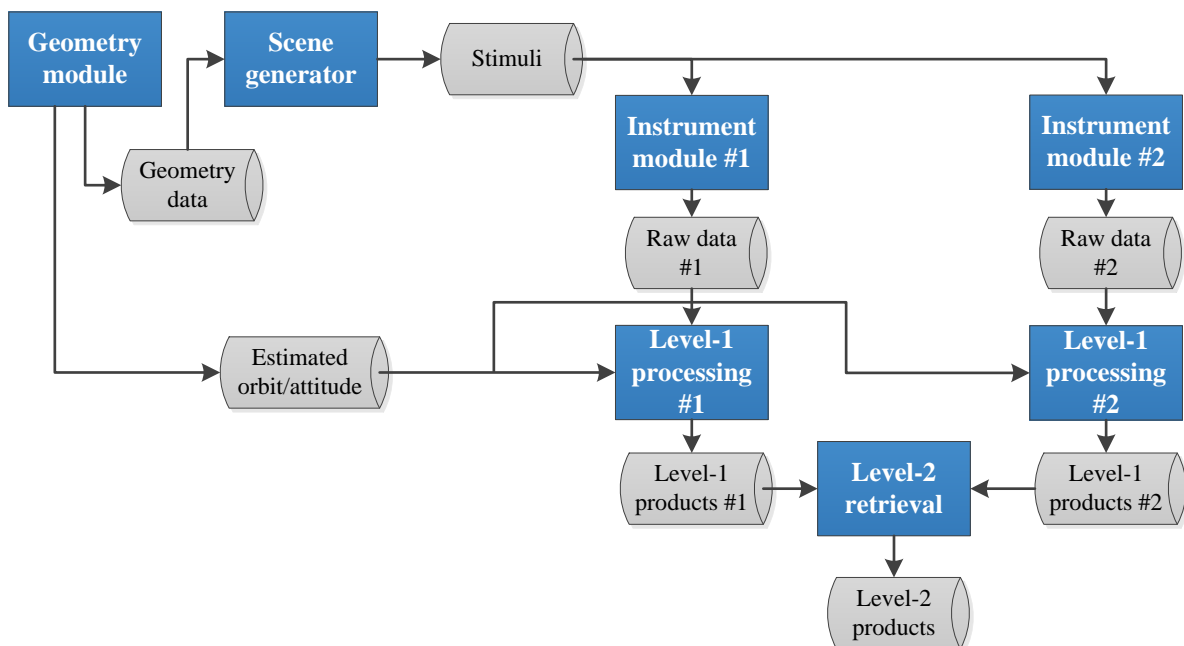 Geometry
module
Scene
generator
Stimuli
Geometry
data
Instrument
module #1
Instrument
module #2
Raw data
#1
Raw data
#2
Estimated
orbit/attitude
Level-1
processing
#1
Level-1
processing
#2
Level-1
products #1
Level-2
retrieval
Level-1
products #2
Level-2
products